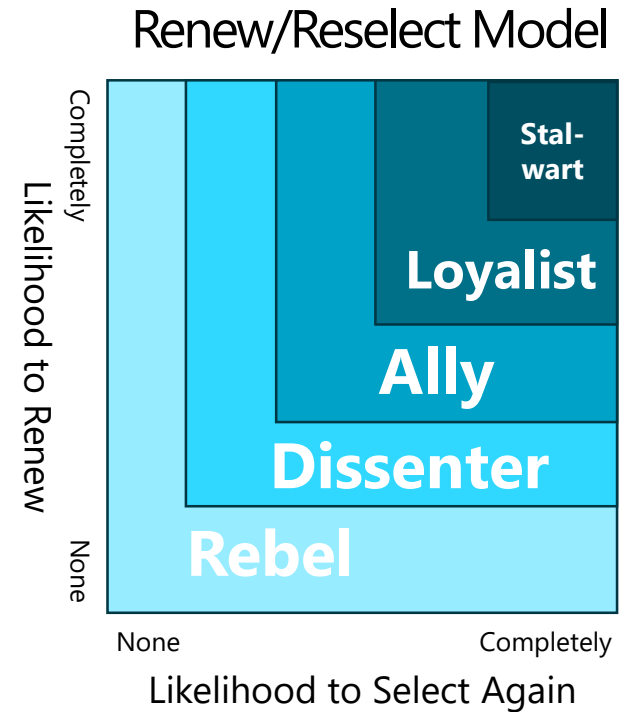 Renew/Reselect Model
Completely
Likelihood to Renew
None
Stal-
wart
Loyalist
Ally
Dissenter
Rebel
None
Completely
Likelihood to Select Again